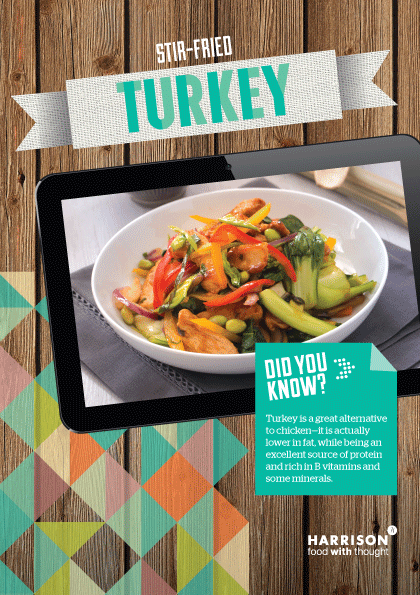 STIR-FRIED
TURKEY
DID YOU
KNOW?
Turkey is a great alternative
to chicken—it is actually
lower in fat, while being an
excellent source of protein
and rich in B vitamins and
some minerals.
HARRISON
food with thought